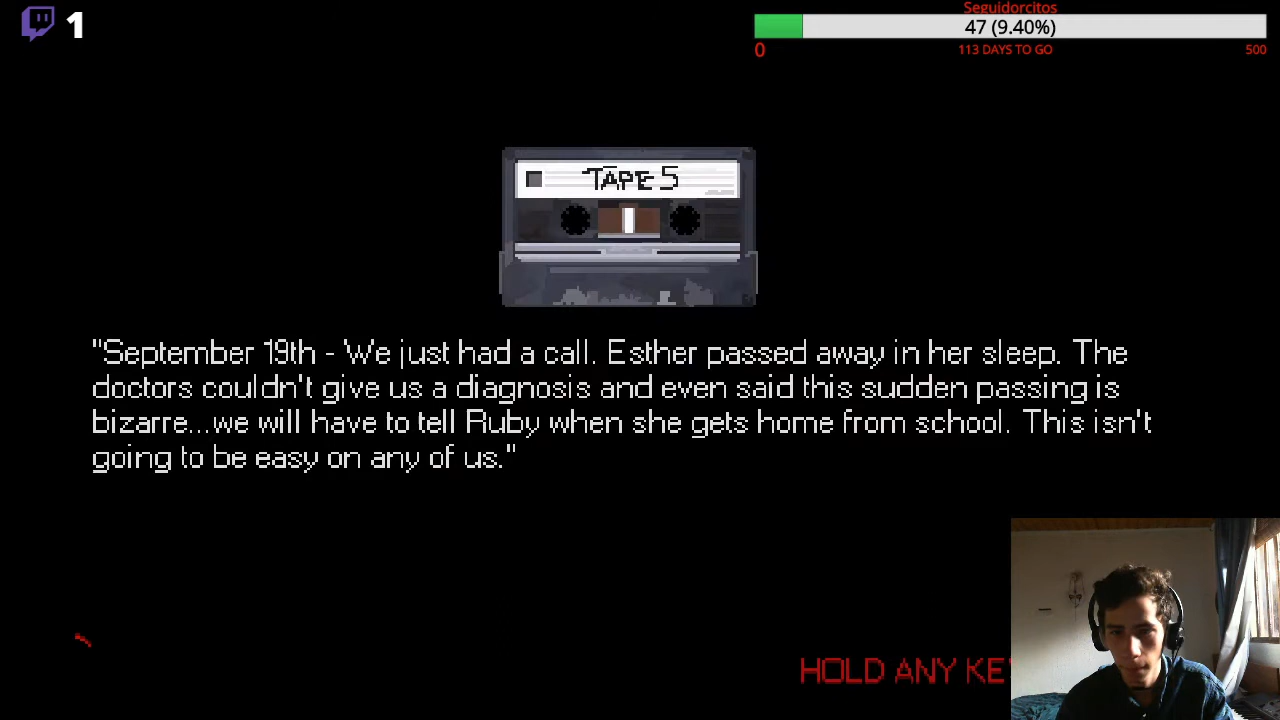 1
Seguidorcitos
47 (9.40%)
0
113 DAYS TO GO
500
TAPE 5
"September 19th - We just had a call. Esther passed away in her sleep. The
doctors couldn't give us a diagnosis and even said this sudden passing is
bizarre...we will have to tell Ruby when she gets home from school. This isn't
going to be easy on any of us."
HOLD ANY KE